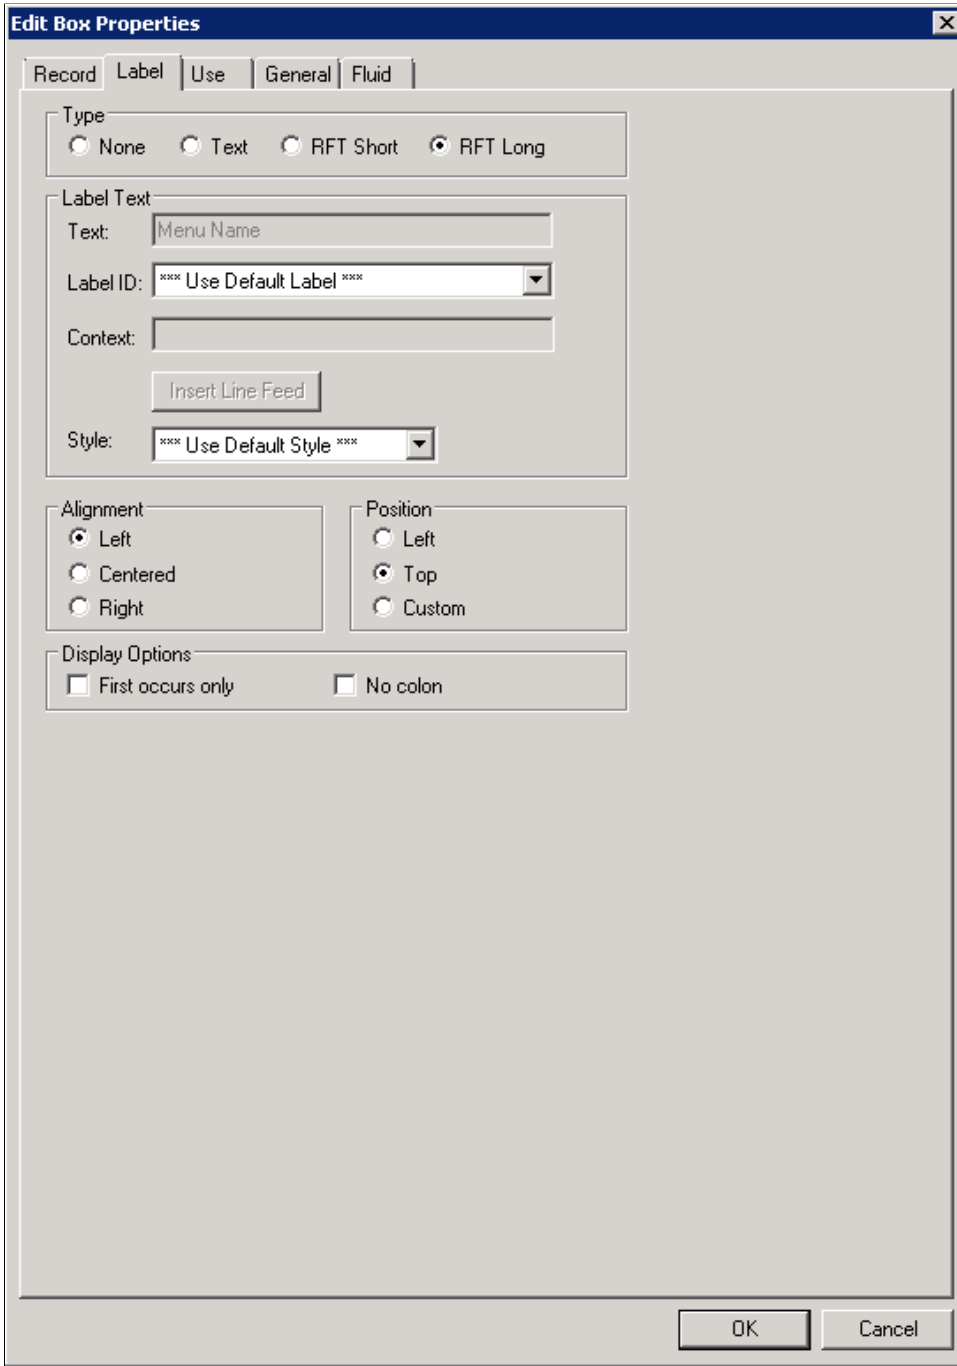 Edit Box Properties
Record Label Use General Fluid
Type
None Text RFT Short RFT Long
Label Text
Text: Menu Name
Label ID: *** Use Default Label ***
Context:
Insert Line Feed
Style: *** Use Default Style ***
Alignment Position
Left Left
Centered Top
Right Custom
Display Options
First occurs only No colon
OK Cancel